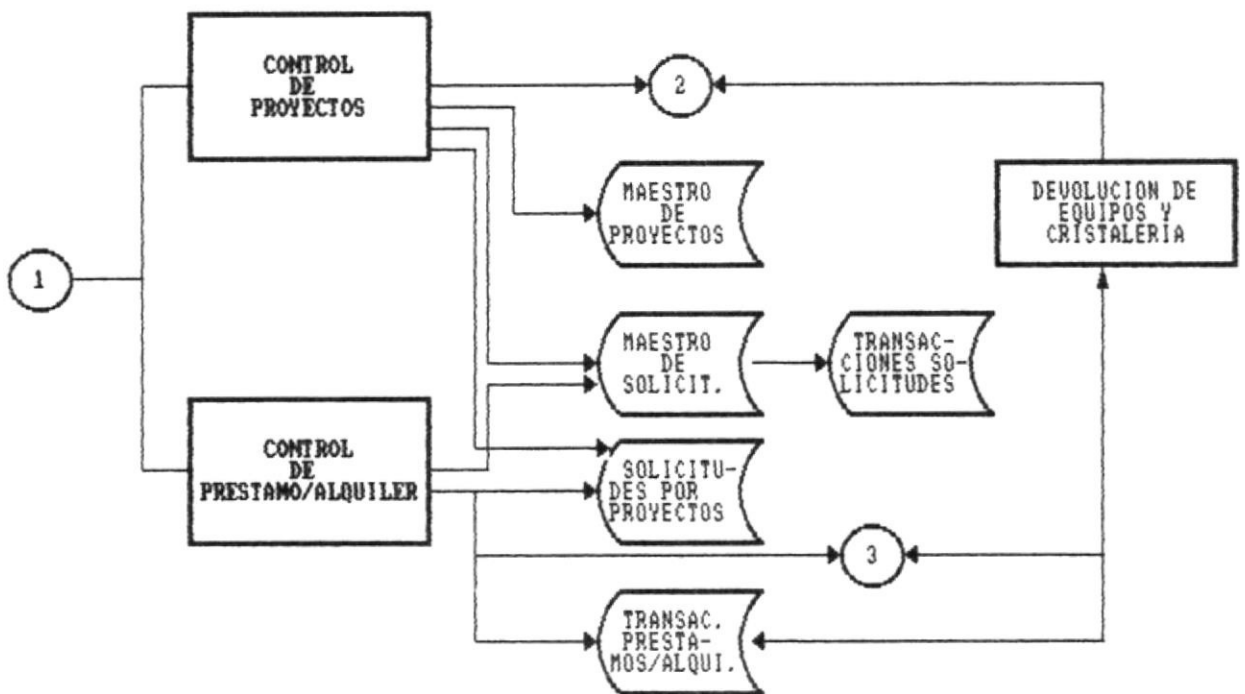 CONTROL
DE
PROYECTOS
2
MAESTRO
DE
PROYECTOS
DEVOLUCION DE
EQUIPOS Y
CRISTALERIA
1
MAESTRO
DE
SOLICIT.
TRANSAC-
CIONES SO-
LICITUDES
CONTROL
DE
PRESTAMO/ALQUILER
SOLICITU-
DES POR
PROYECTOS
3
TRANSAC.
PRESTA-
MOS/ALQUI.